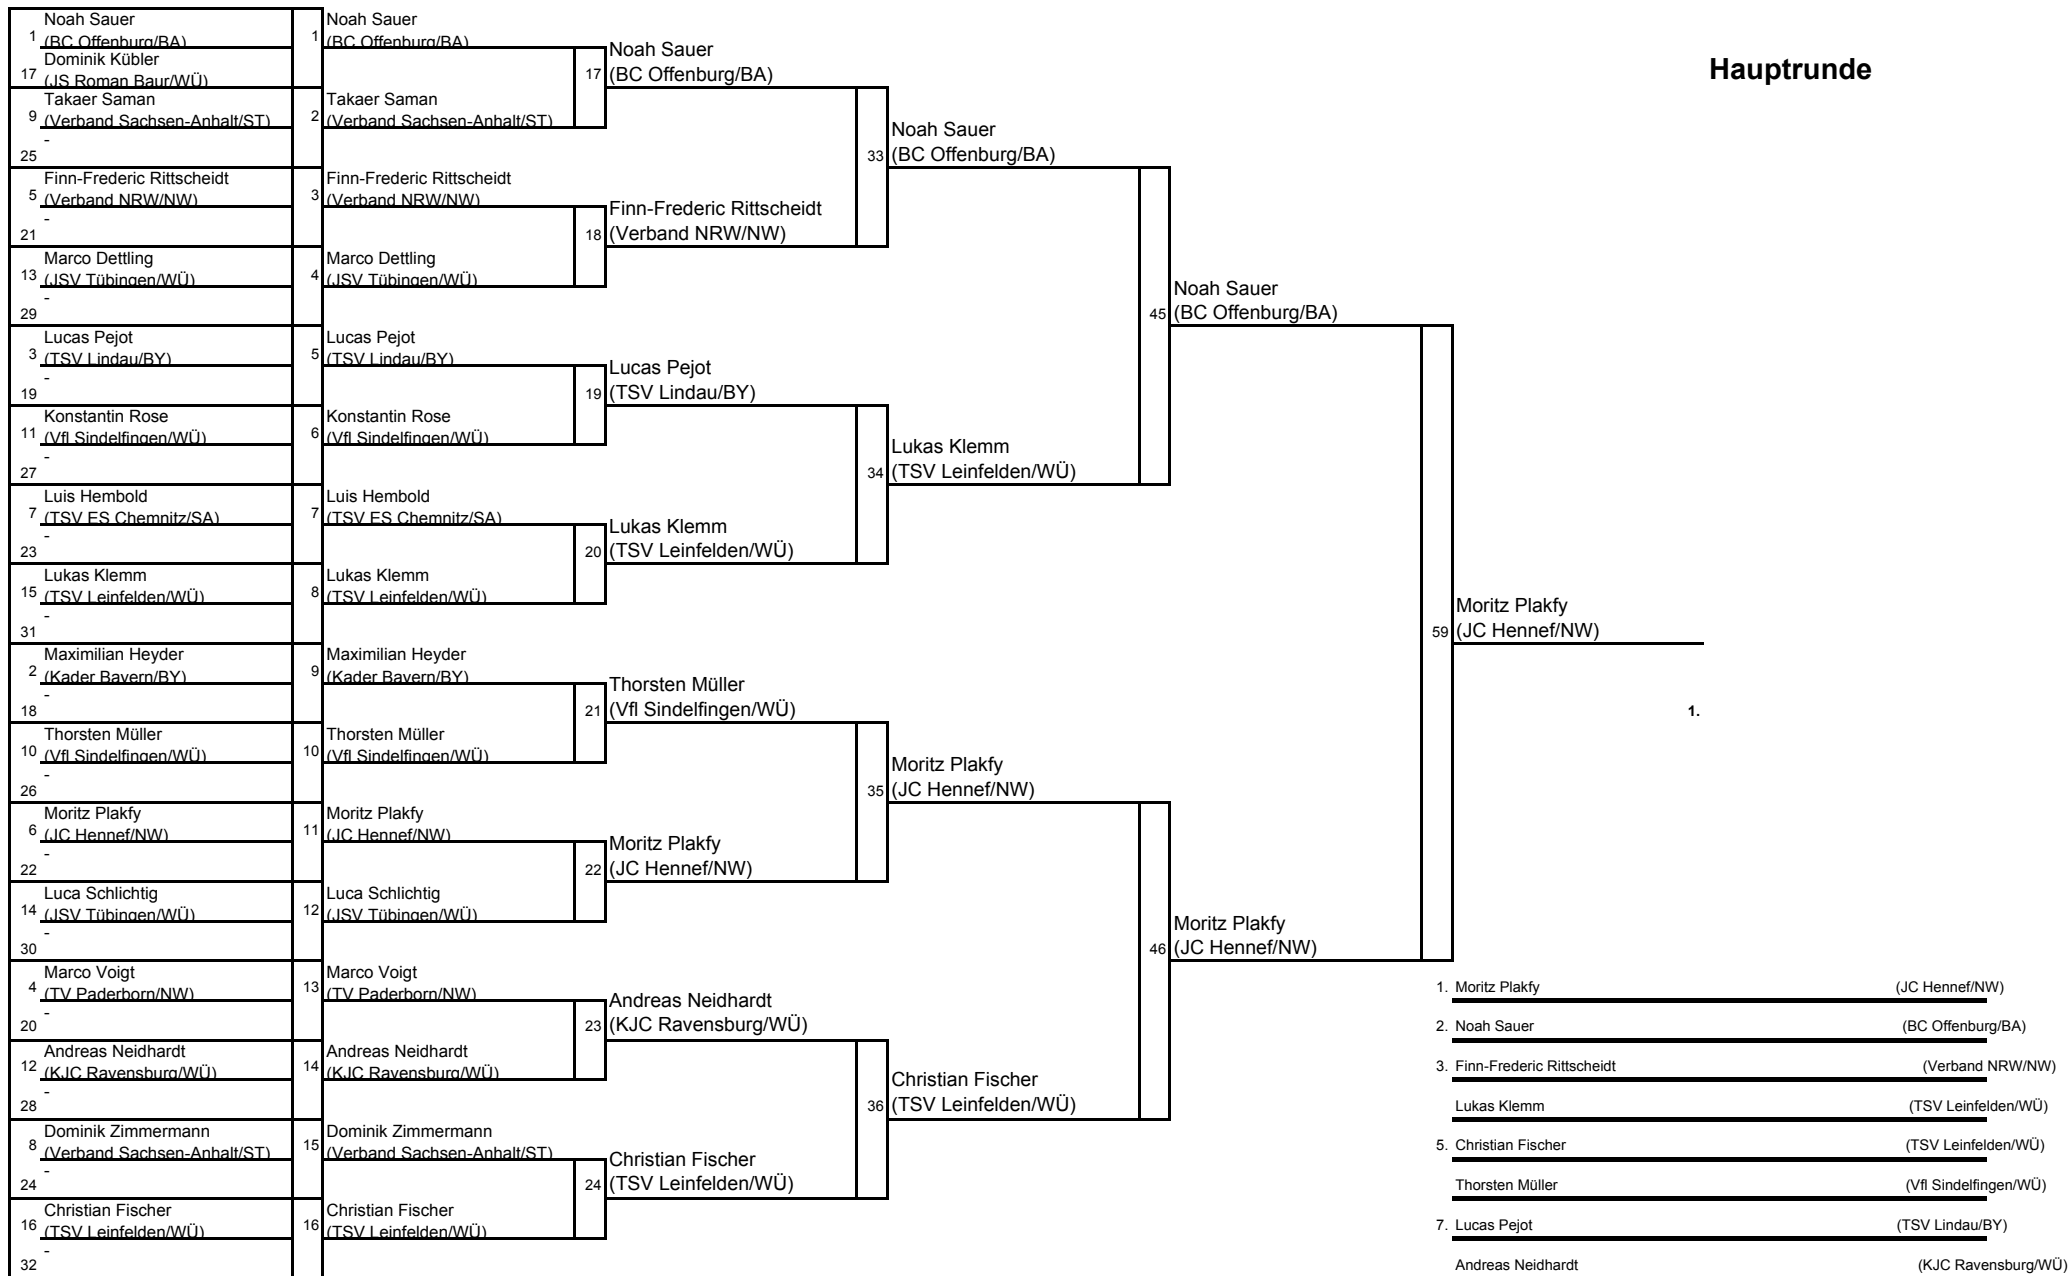 Hauptrunde
1 Noah Sauer
(BC Offenburg/BA)
17 Dominik Kübler
(JS Roman Baur/WÜ)
9 Takaer Saman
(Verband Sachsen-Anhalt/ST)
25 -
5 Finn-Frederic Rittscheidt
(Verband NRW/NW)
21 -
13 Marco Dettling
(JSV Tübingen/WÜ)
29 -
3 Lucas Pejot
(TSV Lindau/BY)
19 -
11 Konstantin Rose
(Vfl Sindelfingen/WÜ)
27 -
7 Luis Hembold
(TSV ES Chemnitz/SA)
23 -
15 Lukas Klemm
(TSV Leinfelden/WÜ)
31 -
2 Maximilian Heyder
(Kader Bayern/BY)
18 -
10 Thorsten Müller
(Vfl Sindelfingen/WÜ)
26 -
6 Moritz Plakfy
(JC Hennef/NW)
22 -
14 Luca Schlichtig
(JSV Tübingen/WÜ)
30 -
4 Marco Voigt
(TV Paderborn/NW)
20 -
12 Andreas Neidhardt
(KJC Ravensburg/WÜ)
28 -
8 Dominik Zimmermann
(Verband Sachsen-Anhalt/ST)
24 -
16 Christian Fischer
(TSV Leinfelden/WÜ)
32 -
1 Noah Sauer
(BC Offenburg/BA)
2 Takaer Saman
(Verband Sachsen-Anhalt/ST)
3 Finn-Frederic Rittscheidt
(Verband NRW/NW)
4 Marco Dettling
(JSV Tübingen/WÜ)
5 Lucas Pejot
(TSV Lindau/BY)
6 Konstantin Rose
(Vfl Sindelfingen/WÜ)
7 Luis Hembold
(TSV ES Chemnitz/SA)
8 Lukas Klemm
(TSV Leinfelden/WÜ)
9 Maximilian Heyder
(Kader Bayern/BY)
10 Thorsten Müller
(Vfl Sindelfingen/WÜ)
11 Moritz Plakfy
(JC Hennef/NW)
12 Luca Schlichtig
(JSV Tübingen/WÜ)
13 Marco Voigt
(TV Paderborn/NW)
14 Andreas Neidhardt
(KJC Ravensburg/WÜ)
15 Dominik Zimmermann
(Verband Sachsen-Anhalt/ST)
16 Christian Fischer
(TSV Leinfelden/WÜ)
Noah Sauer
17 (BC Offenburg/BA)
Finn-Frederic Rittscheidt
18 (Verband NRW/NW)
Lucas Pejot
19 (TSV Lindau/BY)
Lukas Klemm
20 (TSV Leinfelden/WÜ)
Thorsten Müller
21 (Vfl Sindelfingen/WÜ)
Moritz Plakfy
22 (JC Hennef/NW)
Andreas Neidhardt
23 (KJC Ravensburg/WÜ)
Christian Fischer
24 (TSV Leinfelden/WÜ)
Noah Sauer
33 (BC Offenburg/BA)
Lukas Klemm
34 (TSV Leinfelden/WÜ)
Moritz Plakfy
35 (JC Hennef/NW)
Christian Fischer
36 (TSV Leinfelden/WÜ)
Noah Sauer
45 (BC Offenburg/BA)
Moritz Plakfy
46 (JC Hennef/NW)
Moritz Plakfy
59 (JC Hennef/NW)
1.
1. Moritz Plakfy (JC Hennef/NW)
2. Noah Sauer (BC Offenburg/BA)
3. Finn-Frederic Rittscheidt (Verband NRW/NW)
Lukas Klemm (TSV Leinfelden/WÜ)
5. Christian Fischer (TSV Leinfelden/WÜ)
Thorsten Müller (Vfl Sindelfingen/WÜ)
7. Lucas Pejot (TSV Lindau/BY)
Andreas Neidhardt (KJC Ravensburg/WÜ)